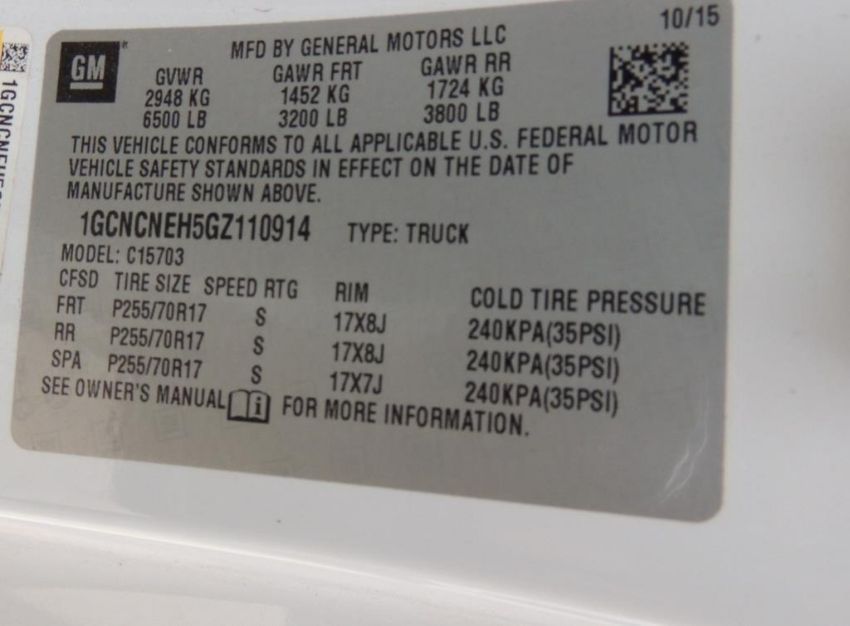 10/15
GM
MFD BY GENERAL MOTORS LLC
GVWR GAWR FRT GAWR RR
2948 KG 1452 KG 1724 KG
6500 LB 3200 LB 3800 LB
THIS VEHICLE CONFORMS TO ALL APPLICABLE U.S. FEDERAL MOTOR
VEHICLE SAFETY STANDARDS IN EFFECT ON THE DATE OF
MANUFACTURE SHOWN ABOVE.
1GCNCNEH5GZ110914 TYPE: TRUCK
MODEL: C15703
CFSD TIRE SIZE SPEED RTG RIM COLD TIRE PRESSURE
FRT P255/70R17 S 17X8J 240KPA(35PSI)
RR P255/70R17 S 17X8J 240KPA(35PSI)
SPA P255/70R17 S 17X7J 240KPA(35PSI)
SEE OWNER'S MANUAL FOR MORE INFORMATION.